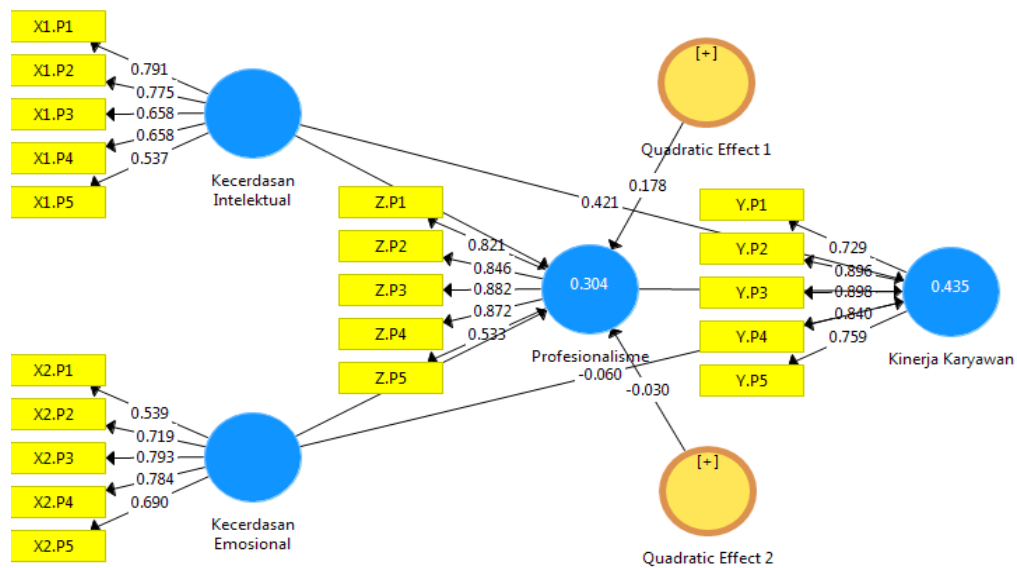 X1.P1
X1.P2
X1.P3
X1.P4
X1.P5
0.791
0.775
0.658
0.658
0.537
Kecerdasan
Intelektual
[+]
Quadratic Effect 1
0.178
0.421
Z.P1
Z.P2
Z.P3
Z.P4
Z.P5
0.821
0.846
0.882
0.872
0.533
0.304
Profesionalisme
Y.P1
Y.P2
Y.P3
Y.P4
Y.P5
0.729
0.896
0.898
0.840
0.759
0.435
Kinerja Karyawan
-0.060
-0.030
X2.P1
X2.P2
X2.P3
X2.P4
X2.P5
0.539
0.719
0.793
0.784
0.690
Kecerdasan
Emosional
[+]
Quadratic Effect 2